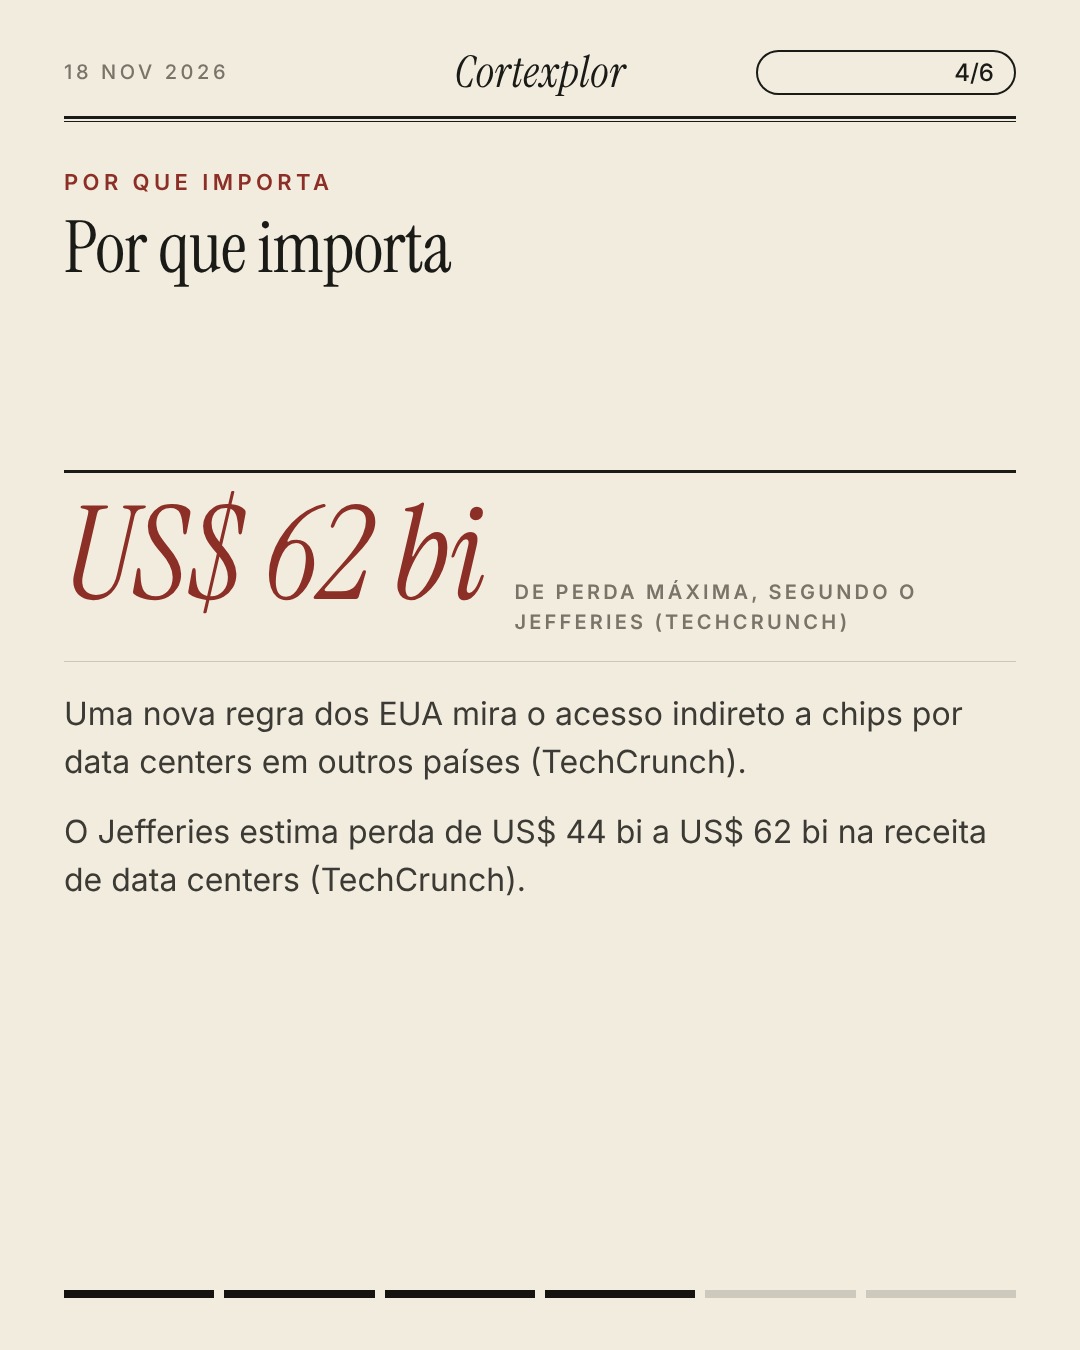 18 NOV 2026
Cortexplor
4/6
POR QUE IMPORTA
Por que importa
US$ 62 bi
DE PERDA MÁXIMA, SEGUNDO O
JEFFERIES (TECHCRUNCH)
Uma nova regra dos EUA mira o acesso indireto a chips por
data centers em outros países (TechCrunch).
O Jefferies estima perda de US$ 44 bi a US$ 62 bi na receita
de data centers (TechCrunch).